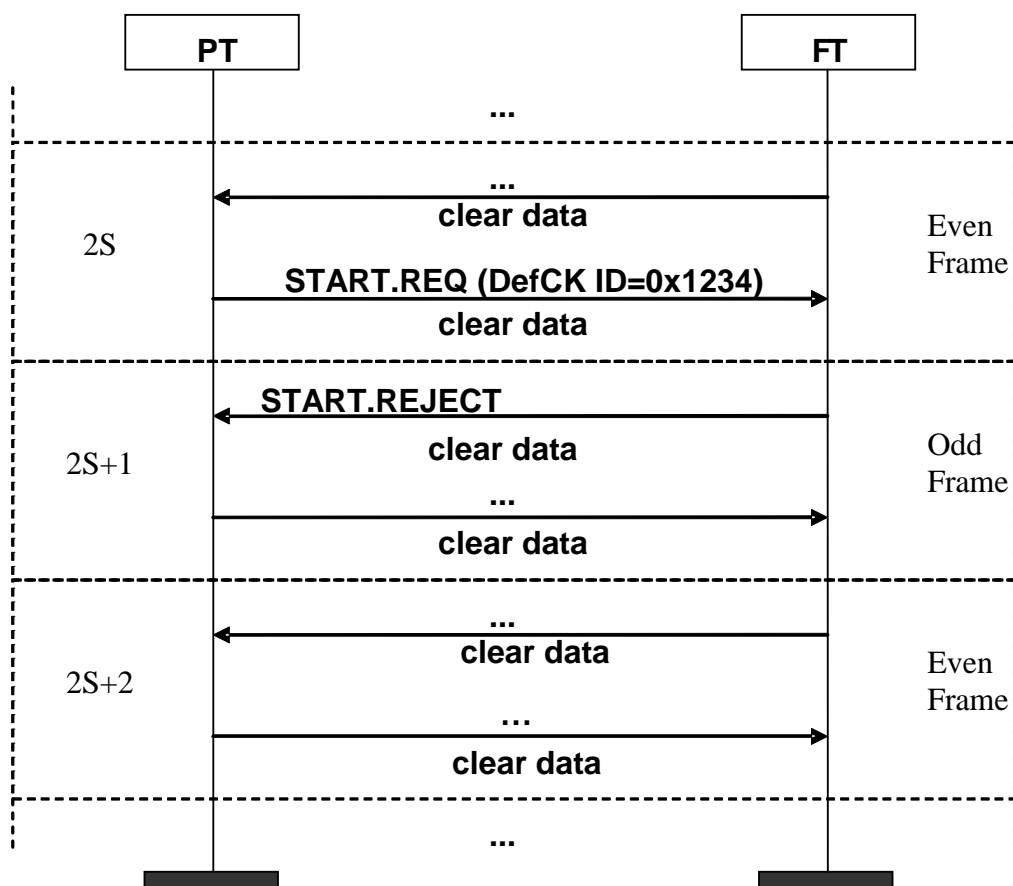 PT
FT
...
...
clear data
2S
Even
Frame
START.REQ (DefCK ID=0x1234)
clear data
START.REJECT
clear data
2S+1
Odd
Frame
...
clear data
...
clear data
2S+2
Even
Frame
...
clear data
...